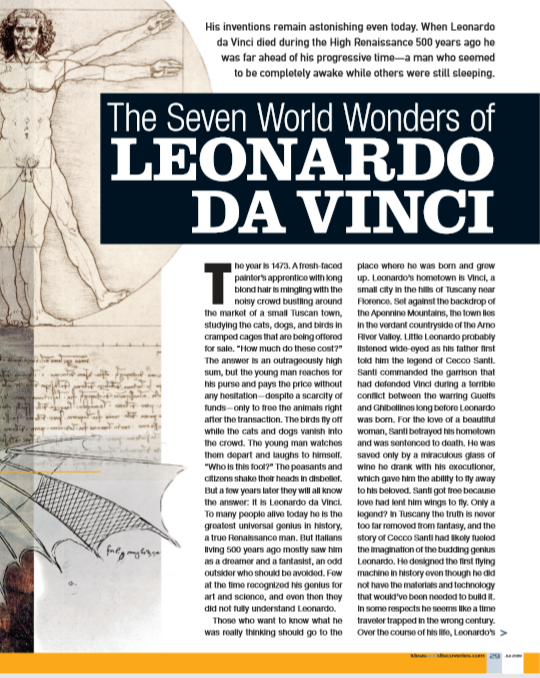 His inventions remain astonishing even today. When Leonardo
da Vinci died during the High Renaissance 500 years ago he
was far ahead of his progressive time—a man who seemed
to be completely awake while others were still sleeping.
The Seven World Wonders of
LEONARDO
DA VINCI
The year is 1473. A fresh-faced
painter's apprentice with long
blond hair is mingling with the
noisy crowd bustling around
the market of a small Tuscan town,
studying the cats, dogs, and birds in
cramped cages that are being offered
for sale. "How much do these cost?"
The answer is an outrageously high
sum, but the young man reaches for
his purse and pays the price without
any hesitation—despite a scarcity of
funds—only to free the animals right
after the transaction. The birds fly off
while the cats and dogs vanish into
the crowd. The young man watches
them depart and laughs to himself.
"Who is this fool?" The peasants and
citizens shake their heads in disbelief.
But a few years later they will all know
the answer: It is Leonardo da Vinci.
To many people alive today he is the
greatest universal genius in history,
a true Renaissance man. But Italians
living 500 years ago mostly saw him
as a dreamer and a fantasist, an odd
outsider who should be avoided. Few
at the time recognized his genius for
art and science, and even then they
did not fully understand Leonardo.
Those who want to know what he
was really thinking should go to the
place where he was born and grew
up. Leonardo's hometown is Vinci, a
small city in the hills of Tuscany near
Florence. Set against the backdrop of
the Apennine Mountains, the town lies
in the verdant countryside of the Arno
River Valley. Little Leonardo probably
listened wide-eyed as his father first
told him the legend of Cecco Santi.
Santi commanded the garrison that
had defended Vinci during a terrible
conflict between the warring Guelfs
and Ghibellines long before Leonardo
was born. For the love of a beautiful
woman, Santi betrayed his hometown
and was sentenced to death. He was
saved only by a miraculous glass of
wine he drank with his executioner,
which gave him the ability to fly away
to his beloved. Santi got free because
love had lent him wings to fly. Only a
legend? In Tuscany the truth is never
too far removed from fantasy, and the
story of Cecco Santi had likely fueled
the imagination of the budding genius
Leonardo. He designed the first flying
machine in history even though he did
not have the materials and technology
that would've been needed to build it.
In some respects he seems like a time
traveler trapped in the wrong century.
Over the course of his life, Leonardo's >